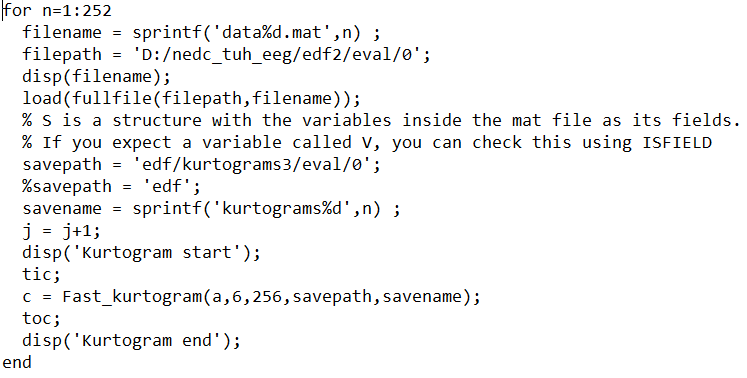 for n=1:252
  filename = sprintf('data%d.mat',n) ;
  filepath = 'D:/nedc_tuh_eeg/edf2/eval/0';
  disp(filename);
  load(fullfile(filepath,filename));
  % S is a structure with the variables inside the mat file as its fields.
  % If you expect a variable called V, you can check this using ISFIELD
  savepath = 'edf/kurtograms3/eval/0';
  %savepath = 'edf';
  savename = sprintf('kurtograms%d',n) ;
  j = j+1;
  disp('Kurtogram start');
  tic;
  c = Fast_kurtogram(a,6,256,savepath,savename);
  toc;
  disp('Kurtogram end');
end